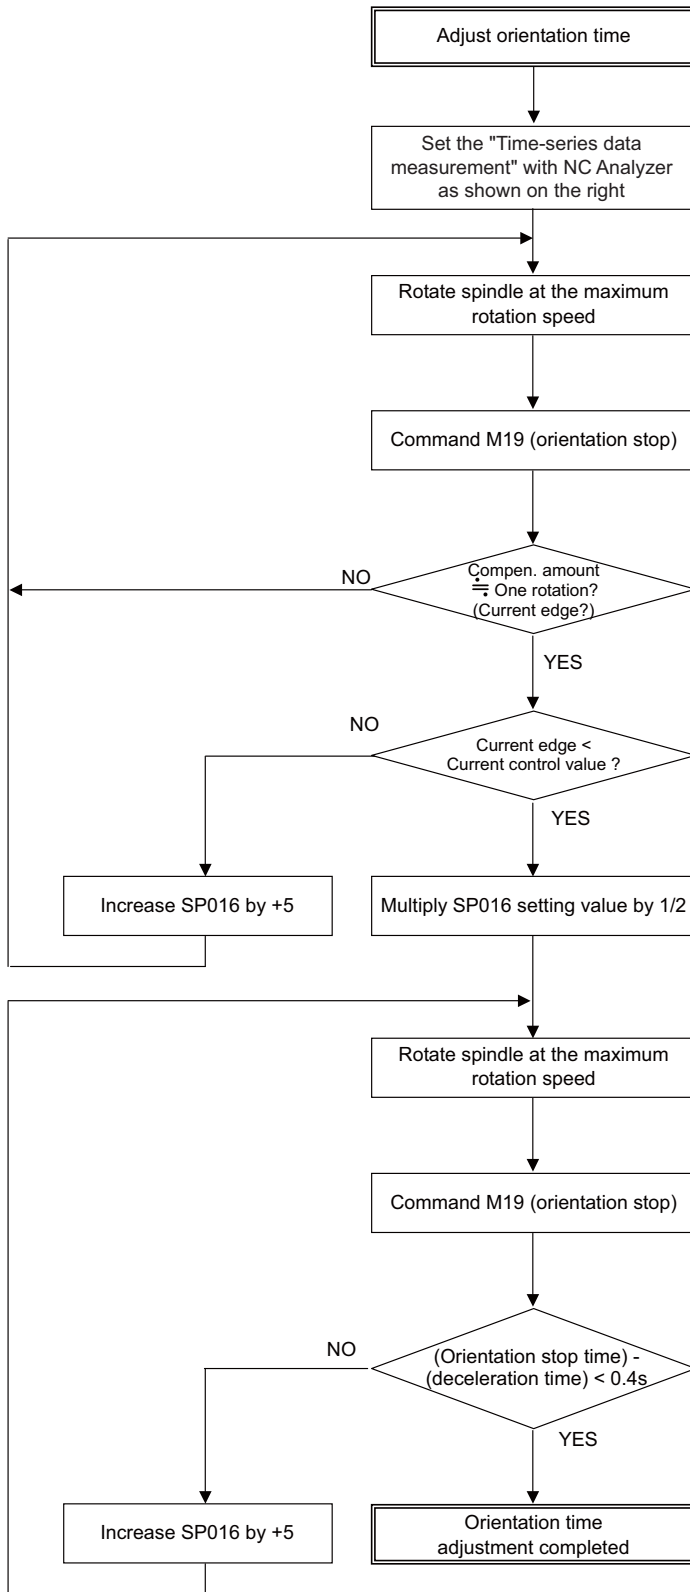 Adjust orientation time
Set the "Time-series data
measurement" with NC Analyzer
as shown on the right
Rotate spindle at the maximum
rotation speed
Command M19 (orientation stop)
NO
Compen. amount
≒ One rotation?
(Current edge?)
YES
NO
Current edge <
Current control value ?
YES
Increase SP016 by +5
Multiply SP016 setting value by 1/2
Rotate spindle at the maximum
rotation speed
Command M19 (orientation stop)
NO
(Orientation stop time) -
(deceleration time) < 0.4s
YES
Increase SP016 by +5
Orientation time
adjustment completed